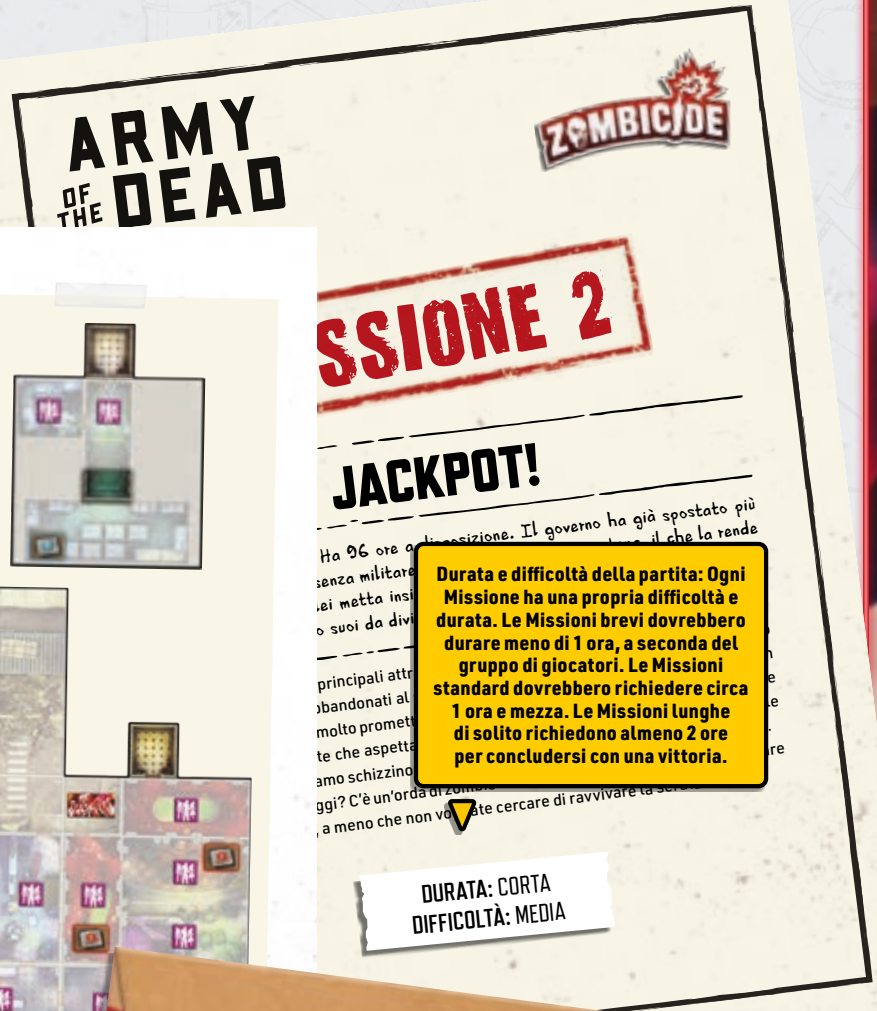 ARMY
OF THE DEAD
ZOMBICIDE
SSIONE 2
JACKPOT!
Ha 96 ore a disposizione. Il governo ha già spostato più
senza militare il che la rende
ei metta insi
o suoi da divi
Durata e difficoltà della partita: Ogni
Missione ha una propria difficoltà e
durata. Le Missioni brevi dovrebbero
durare meno di 1 ora, a seconda del
gruppo di giocatori. Le Missioni
standard dovrebbero richiedere circa
1 ora e mezza. Le Missioni lunghe
di solito richiedono almeno 2 ore
per concludersi con una vittoria.
principali attr
bbandonati al
molto promett
te che aspetta
amo schizzino
ggi? C'è un'orda di zombie
, a meno che non vogliate cercare di ravvivare la
DURATA: CORTA
DIFFICOLTÀ: MEDIA